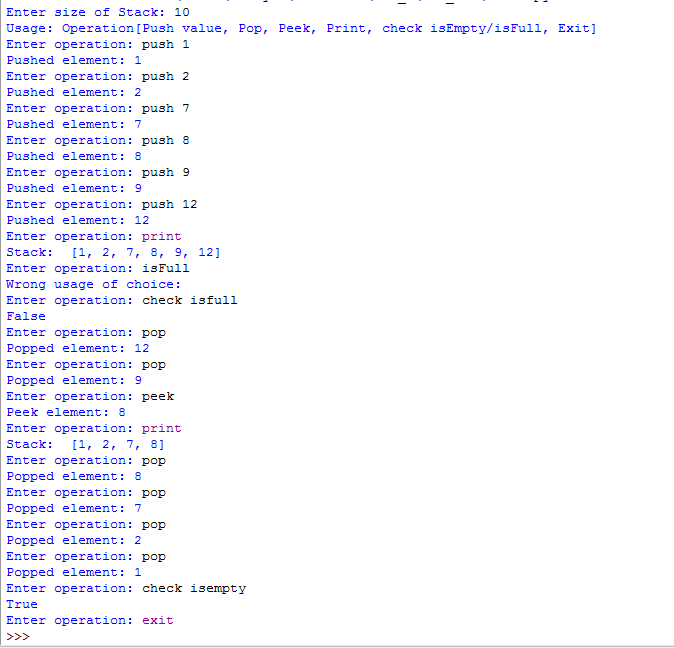 Enter size of Stack: 10
Usage: Operation[Push value, Pop, Peek, Print, check isEmpty/isFull, Exit]
Enter operation: push 1
Pushed element: 1
Enter operation: push 2
Pushed element: 2
Enter operation: push 7
Pushed element: 7
Enter operation: push 8
Pushed element: 8
Enter operation: push 9
Pushed element: 9
Enter operation: push 12
Pushed element: 12
Enter operation: print
Stack:  [1, 2, 7, 8, 9, 12]
Enter operation: isFull
Wrong usage of choice:
Enter operation: check isfull
False
Enter operation: pop
Popped element: 12
Enter operation: pop
Popped element: 9
Enter operation: peek
Peek element: 8
Enter operation: print
Stack:  [1, 2, 7, 8]
Enter operation: pop
Popped element: 8
Enter operation: pop
Popped element: 7
Enter operation: pop
Popped element: 2
Enter operation: pop
Popped element: 1
Enter operation: check isempty
True
Enter operation: exit
>>>